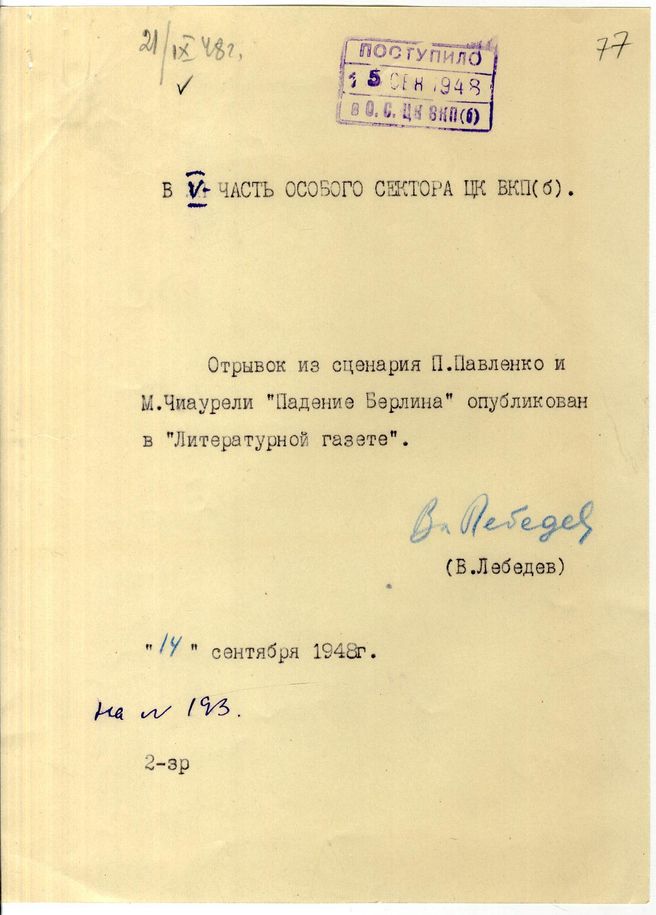 21/IX 48г.
77
ПОСТУПИЛО
15 СЕН 1948
в О. С. ЦК ВКП(б)
В V- ЧАСТЬ ОСОБОГО СЕКТОРА ЦК ВКП(б).
Отрывок из сценария П.Павленко и
М.Чиаурели "Падение Берлина" опубликован
в "Литературной газете".
Вл Лебедев
(В.Лебедев)
"14" сентября 1948г.
на № 193.
2-зр